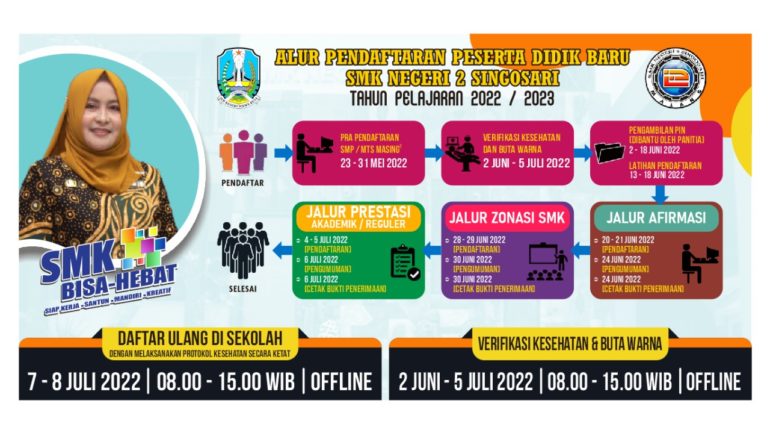 ALUR PENDAFTARAN PESERTA DIDIK BARU
SMK NEGERI 2 SINGOSARI
TAHUN PELAJARAN 2022 / 2023
PENDAFTAR
PRA PENDAFTARAN
SMP / MTS MASING²
23 - 31 MEI 2022
VERIFIKASI KESEHATAN
DAN BUTA WARNA
2 JUNI - 5 JULI 2022
PENGAMBILAN PIN
(DIBANTU OLEH PANITIA)
2 - 18 JUNI 2022
LATIHAN PENDAFTARAN
13 - 18 JUNI 2022
JALUR AFIRMASI
20 - 21 JUNI 2022
(PENDAFTARAN)
24 JUNI 2022
(PENGUMUMAN)
24 JUNI 2022
(CETAK BUKTI PENERIMAAN)
JALUR ZONASI SMK
28 - 29 JUNI 2022
(PENDAFTARAN)
30 JUNI 2022
(PENGUMUMAN)
30 JUNI 2022
(CETAK BUKTI PENERIMAAN)
JALUR PRESTASI
AKADEMIK / REGULER
4 - 5 JULI 2022
(PENDAFTARAN)
6 JULI 2022
(PENGUMUMAN)
6 JULI 2022
(CETAK BUKTI PENERIMAAN)
SELESAI
SMK
BISA-HEBAT
SIAP KERJA • SANTUN • MANDIRI • KREATIF
DAFTAR ULANG DI SEKOLAH
DENGAN MELAKSANAKAN PROTOKOL KESEHATAN SECARA KETAT
7 - 8 JULI 2022 | 08.00 - 15.00 WIB | OFFLINE
VERIFIKASI KESEHATAN & BUTA WARNA
2 JUNI - 5 JULI 2022 | 08.00 - 15.00 WIB | OFFLINE